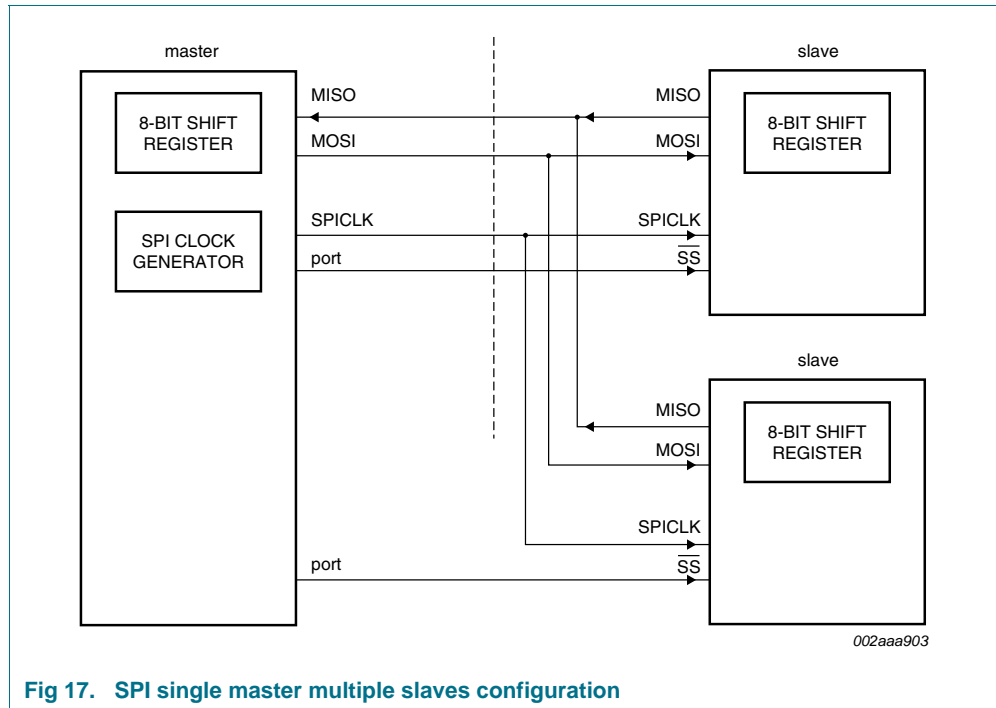 master
slave
MISO
MISO
8-BIT SHIFT
REGISTER
8-BIT SHIFT
REGISTER
MOSI
MOSI
SPICLK
SPICLK
SPI CLOCK
GENERATOR
port
SS
slave
MISO
8-BIT SHIFT
REGISTER
MOSI
SPICLK
port
SS
002aaa903
Fig 17. SPI single master multiple slaves configuration